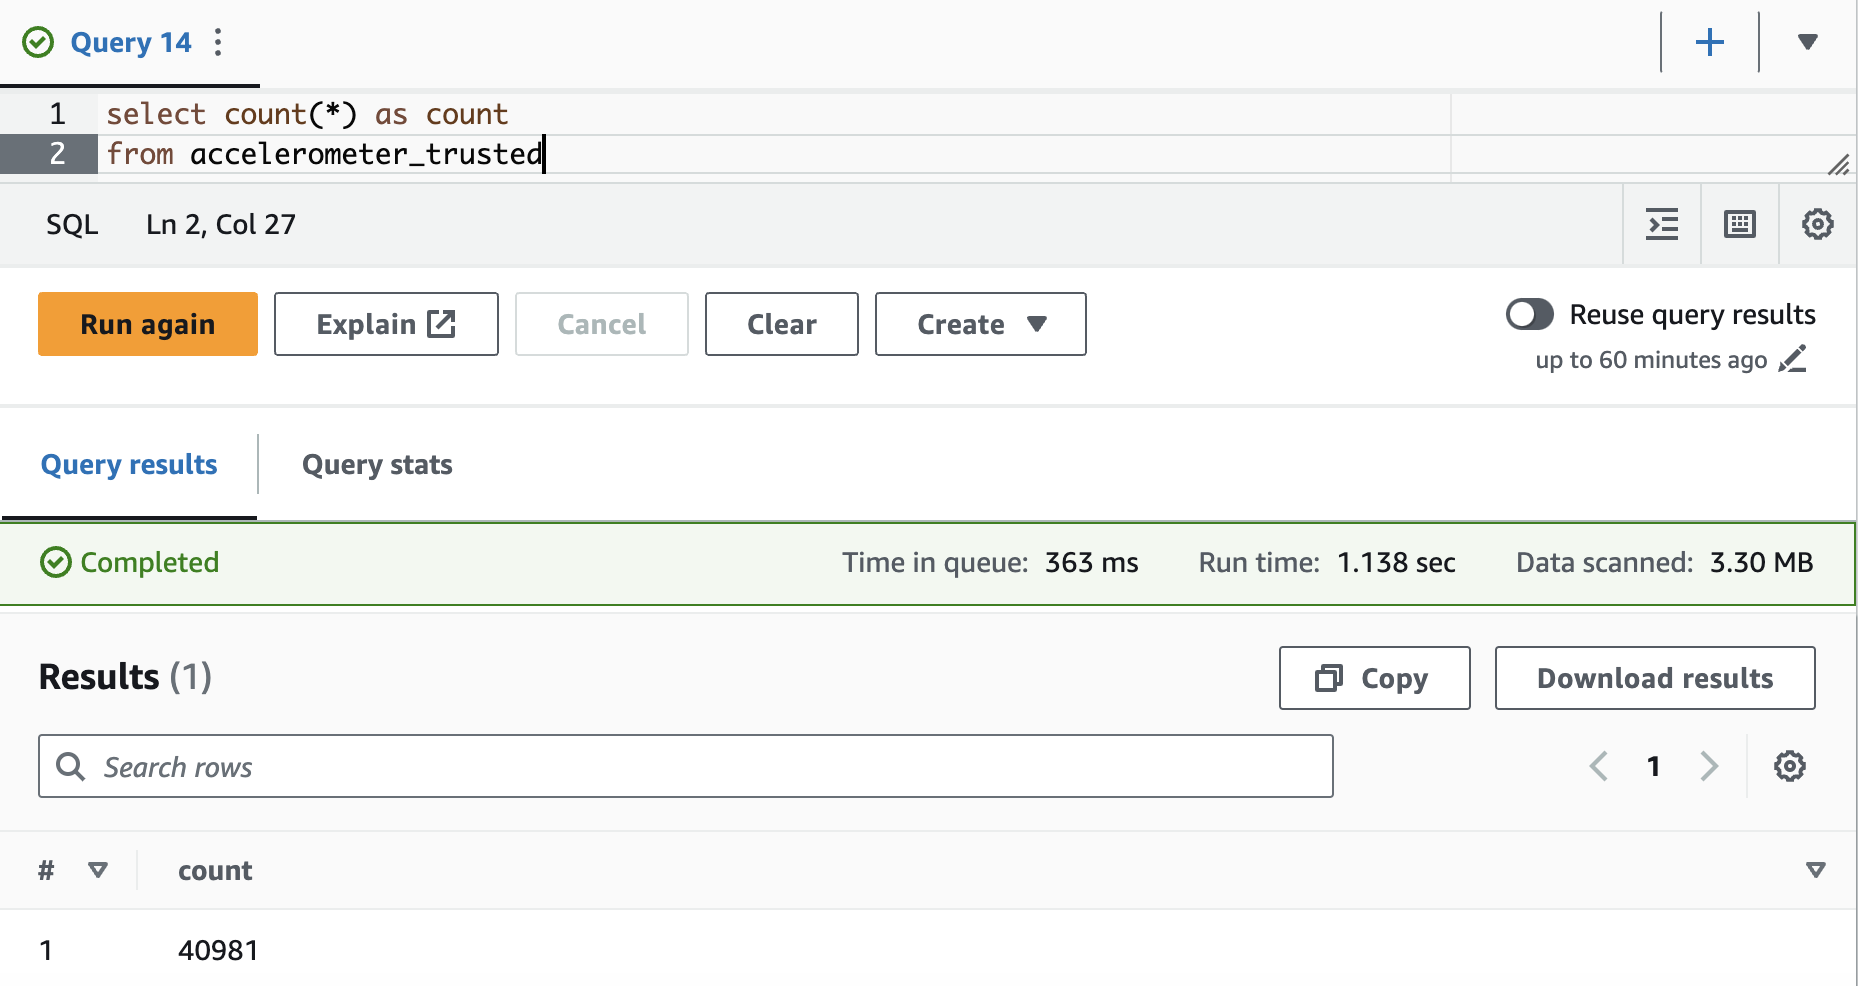 Query 14
1 select count(*) as count
2 from accelerometer_trusted
SQL Ln 2, Col 27
Run again Explain Cancel Clear Create Reuse query results
up to 60 minutes ago
Query results Query stats
Completed Time in queue: 363 ms Run time: 1.138 sec Data scanned: 3.30 MB
Results (1) Copy Download results
Search rows 1
# count
1 40981